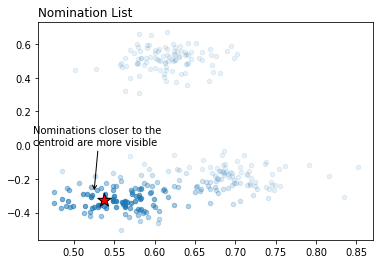 Nomination List
0.6
0.4
0.2
0.0
−0.2
−0.4
Nominations closer to the
centroid are more visible
0.50 0.55 0.60 0.65 0.70 0.75 0.80 0.85